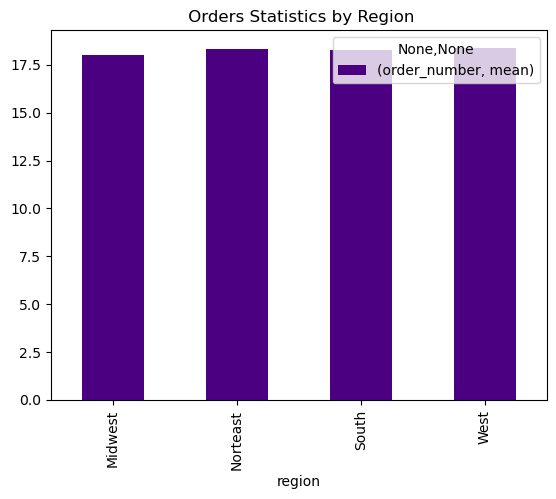 Orders Statistics by Region
None,None
(order_number, mean)
17.5
15.0
12.5
10.0
7.5
5.0
2.5
0.0
Midwest
Norteast
South
West
region